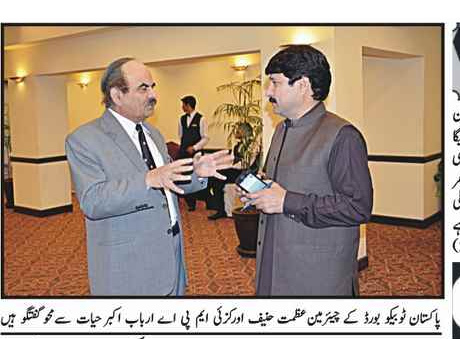 پاکستان ٹوبیکو بورڈ کے چیئرمین عظمت حنیف اورکزئی ایم پی اے ارباب اکبر حیات سے محو گفتگو ہیں